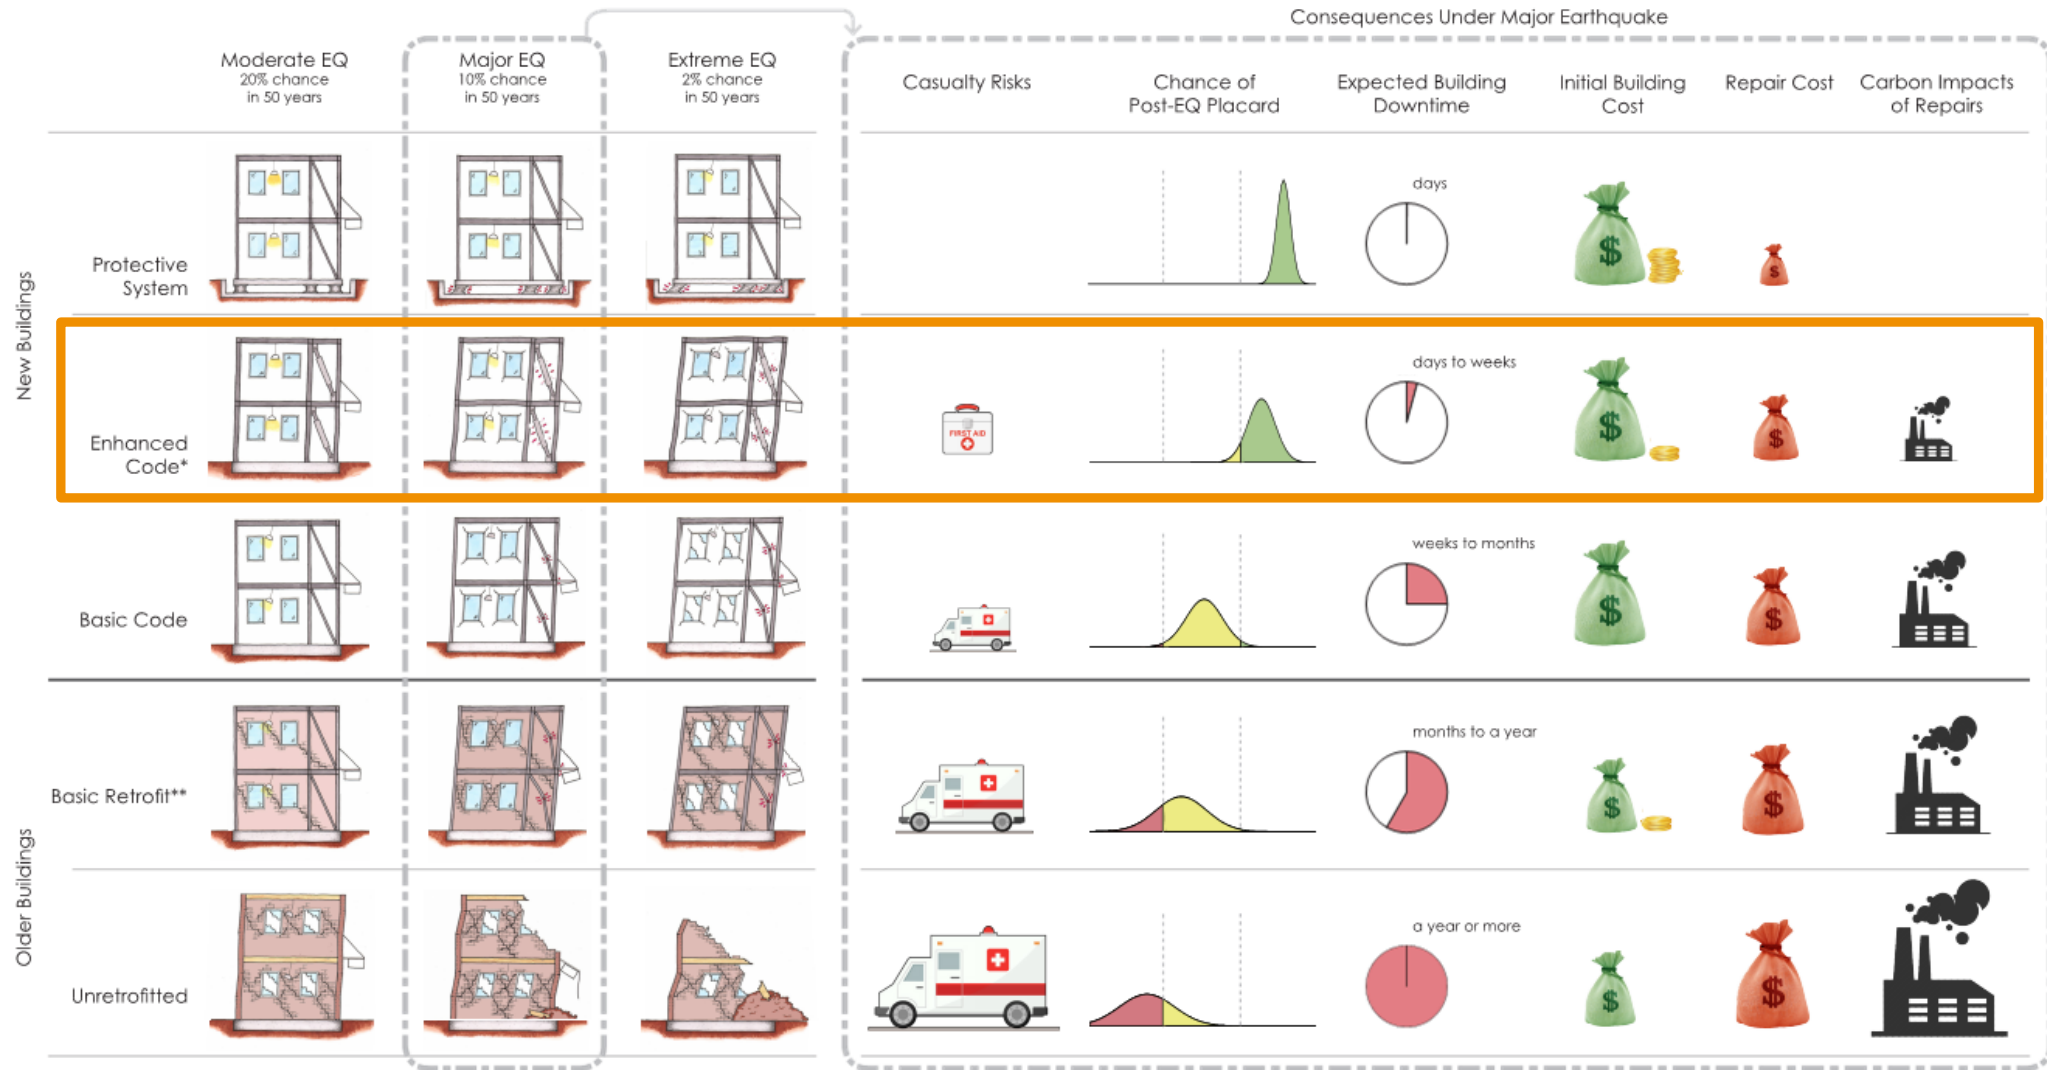 Consequences Under Major Earthquake
Moderate EQ
20% chance
in 50 years
Major EQ
10% chance
in 50 years
Extreme EQ
2% chance
in 50 years
Casualty Risks
Chance of
Post-EQ Placard
Expected Building
Downtime
Initial Building
Cost
Repair Cost
Carbon Impacts
of Repairs
New Buildings
Protective
System
days
$
$
Enhanced
Code*
FIRST AID
days to weeks
$
$
Basic Code
weeks to months
$
$
Older Buildings
Basic Retrofit**
months to a year
$
$
Unretrofitted
a year or more
$
$